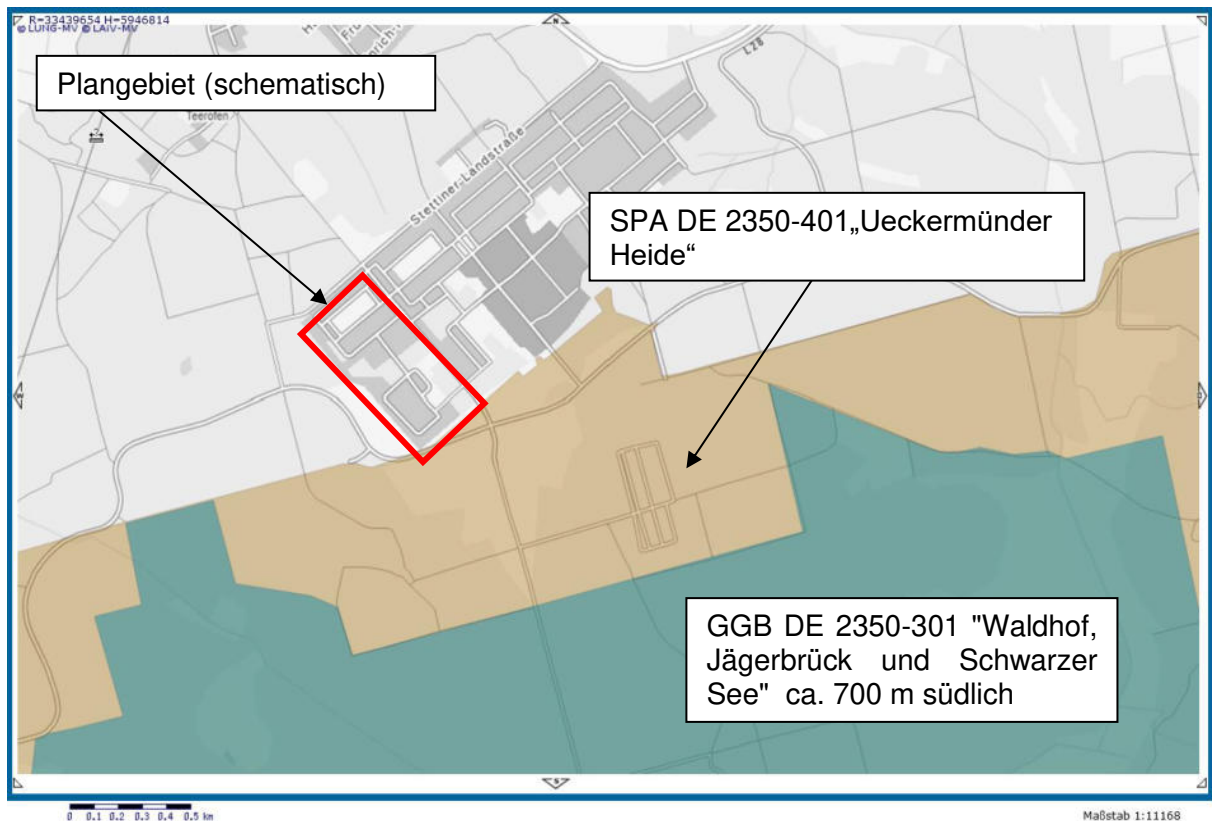 R=33439654 H=5946814
© LUNG-MV © LAiV-MV
N
L28
Plangebiet (schematisch)
Teerofen
Stettiner-Landstraße
SPA DE 2350-401„Ueckermünder
Heide“
W
O
GGB DE 2350-301 "Waldhof,
Jägerbrück und Schwarzer
See" ca. 700 m südlich
S
0 0.1 0.2 0.3 0.4 0.5 km
Maßstab 1:11168